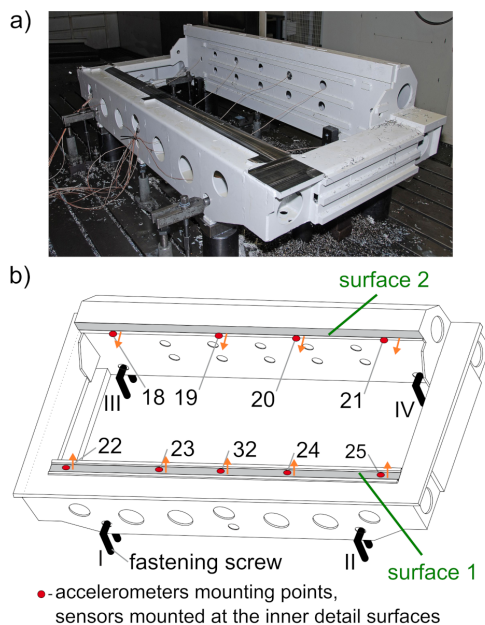 a)
b)
surface 2
18 19 20 21
III IV
22 23 32 24 25
I fastening screw II
surface 1
- accelerometers mounting points,
sensors mounted at the inner detail surfaces